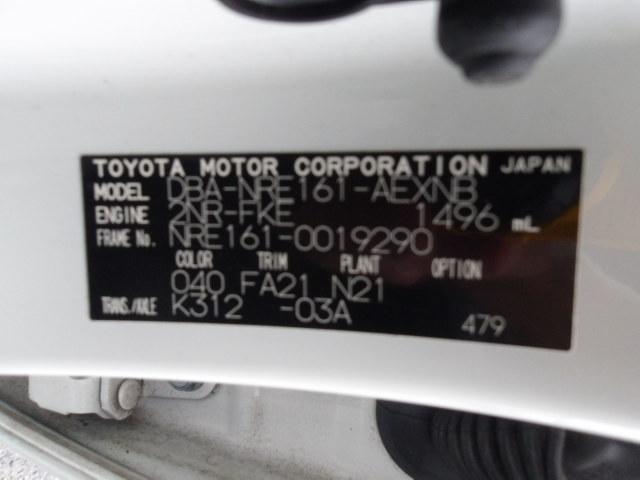 TOYOTA MOTOR CORPORATION JAPAN
MODEL DBA-NRE161-AEXNB
ENGINE 2NR-FKE 1496 mL
FRAME No. NRE161-0019290
COLOR TRIM PLANT OPTION
040 FA21 N21
TRANS./AXLE K312 -03A
479